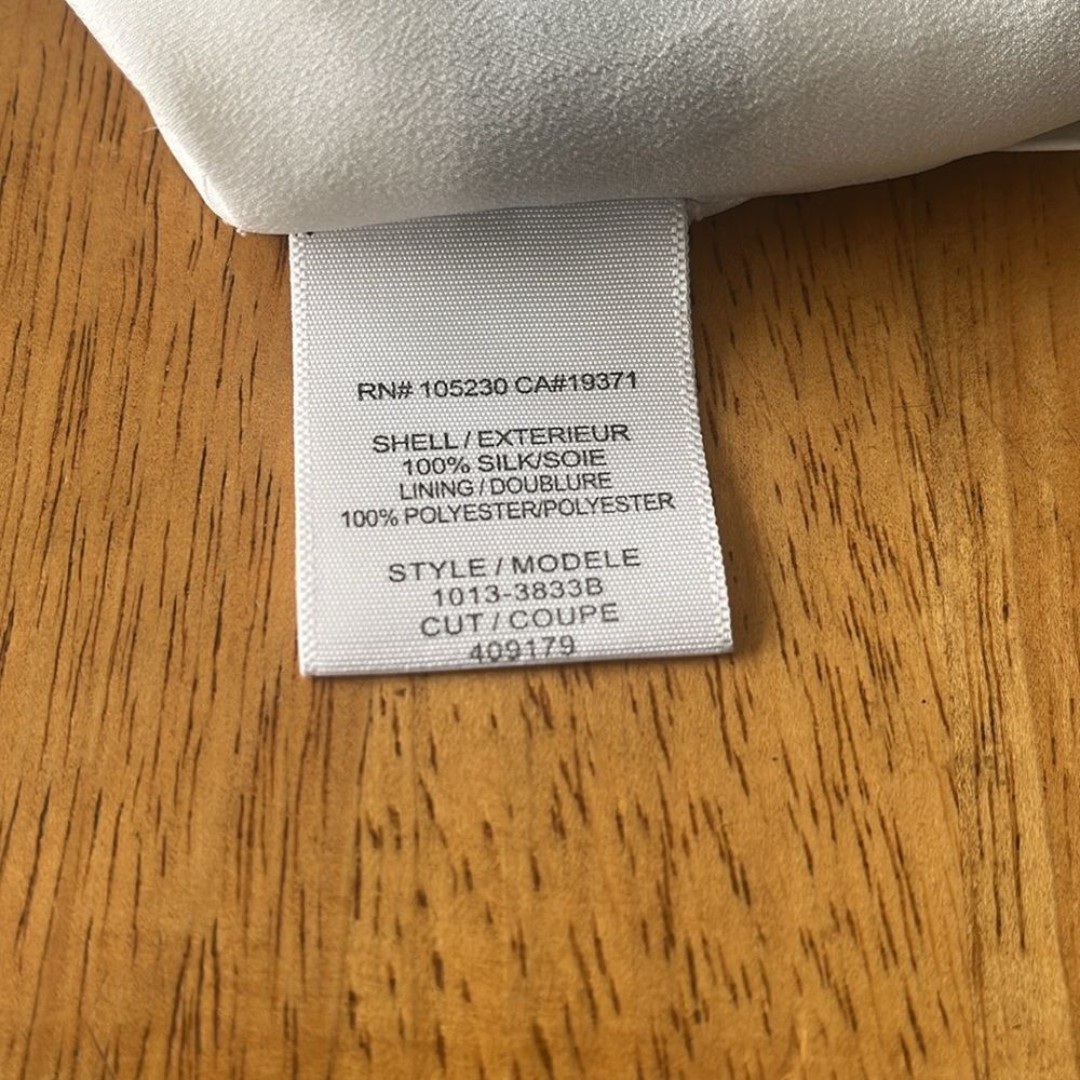 RN# 105230 CA#19371
SHELL / EXTERIEUR
100% SILK/SOIE
LINING / DOUBLURE
100% POLYESTER/POLYESTER
STYLE / MODELE
1013-3833B
CUT / COUPE
409179